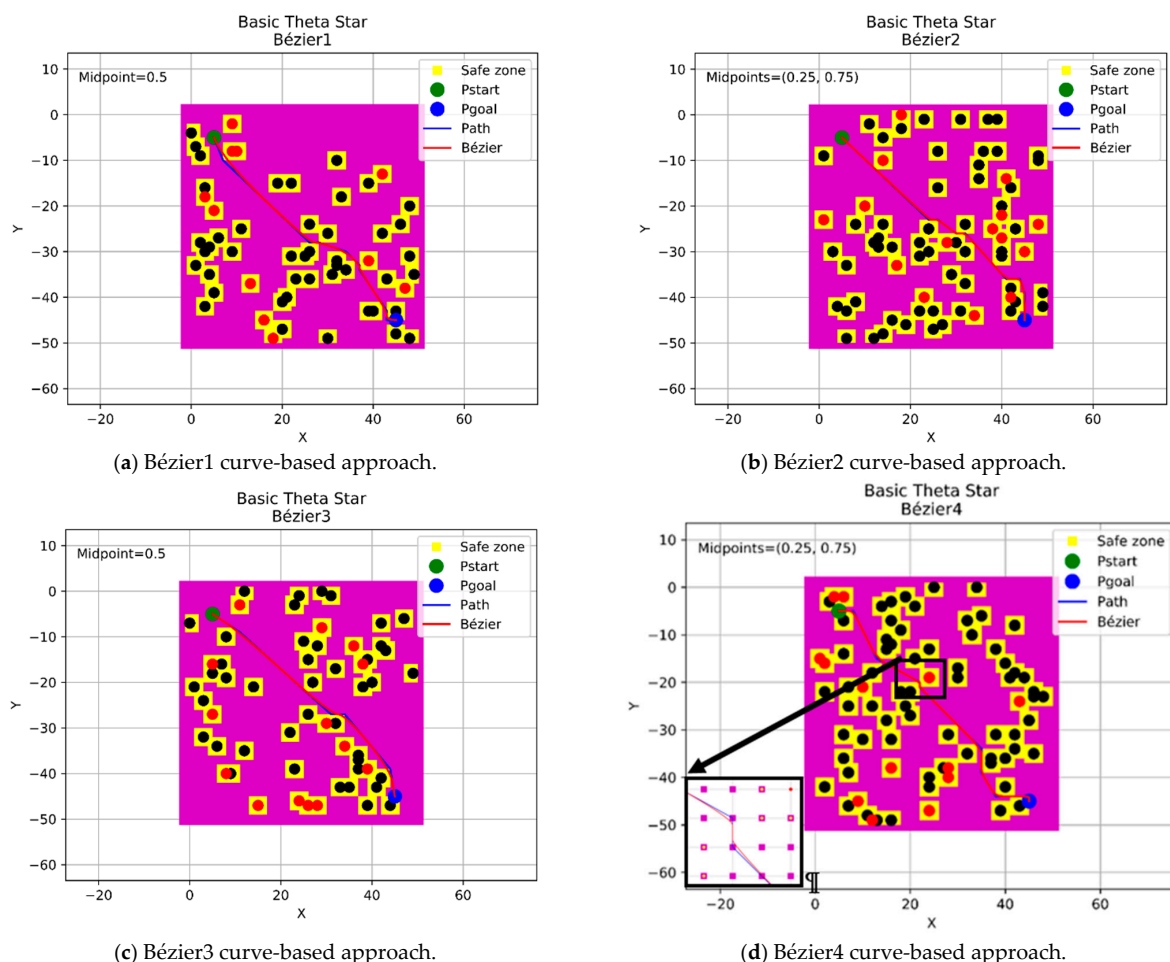 Basic Theta Star
Bézier1
Midpoint=0.5
Safe zone
Pstart
Pgoal
Path
Bézier
10
0
−10
−20
−30
−40
−50
−60
Y
−20
0
20
40
60
X
(a) Bézier1 curve-based approach.
Basic Theta Star
Bézier2
Midpoints=(0.25, 0.75)
Safe zone
Pstart
Pgoal
Path
Bézier
10
0
−10
−20
−30
−40
−50
−60
Y
−20
0
20
40
60
X
(b) Bézier2 curve-based approach.
Basic Theta Star
Bézier3
Midpoint=0.5
Safe zone
Pstart
Pgoal
Path
Bézier
10
0
−10
−20
−30
−40
−50
−60
Y
−20
0
20
40
60
X
(c) Bézier3 curve-based approach.
Basic Theta Star
Bézier4
Midpoints=(0.25, 0.75)
Safe zone
Pstart
Pgoal
Path
Bézier
10
0
−10
−20
−30
−40
−50
−60
Y
¶
−20
0
20
40
60
X
(d) Bézier4 curve-based approach.